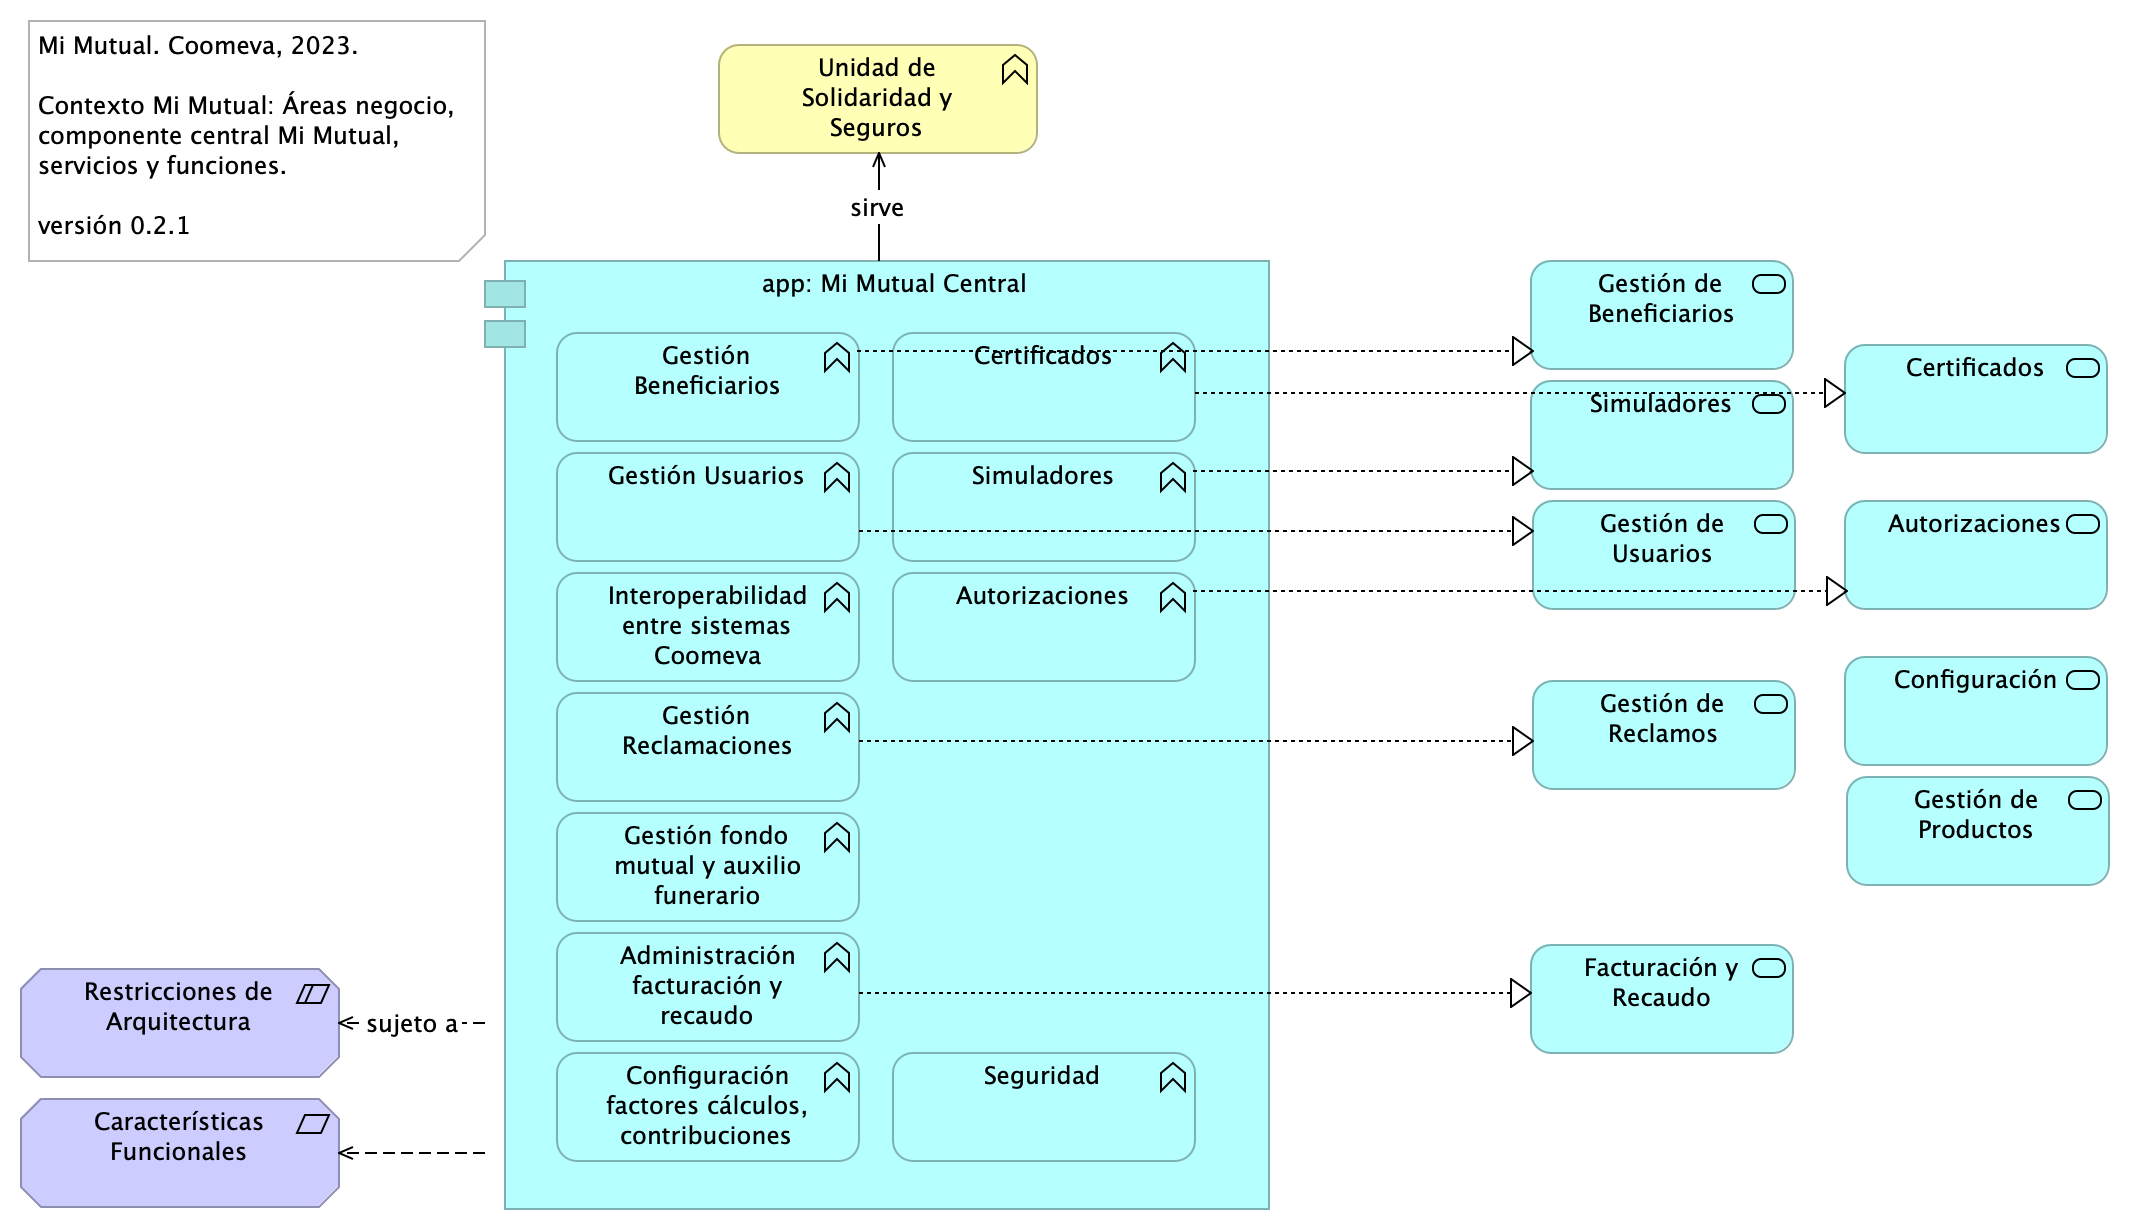 Mi Mutual. Coomeva, 2023.
Contexto Mi Mutual: Áreas negocio,
componente central Mi Mutual,
servicios y funciones.
versión 0.2.1
Unidad de
Solidaridad y
Seguros
sirve
app: Mi Mutual Central
Gestión
Beneficiarios
Certificados
Gestión Usuarios
Simuladores
Interoperabilidad
entre sistemas
Coomeva
Autorizaciones
Gestión
Reclamaciones
Gestión fondo
mutual y auxilio
funerario
Administración
facturación y
recaudo
Configuración
factores cálculos,
contribuciones
Seguridad
Gestión de
Beneficiarios
Certificados
Simuladores
Gestión de
Usuarios
Autorizaciones
Gestión de
Reclamos
Configuración
Gestión de
Productos
Facturación y
Recaudo
Restricciones de
Arquitectura
sujeto a
Características
Funcionales